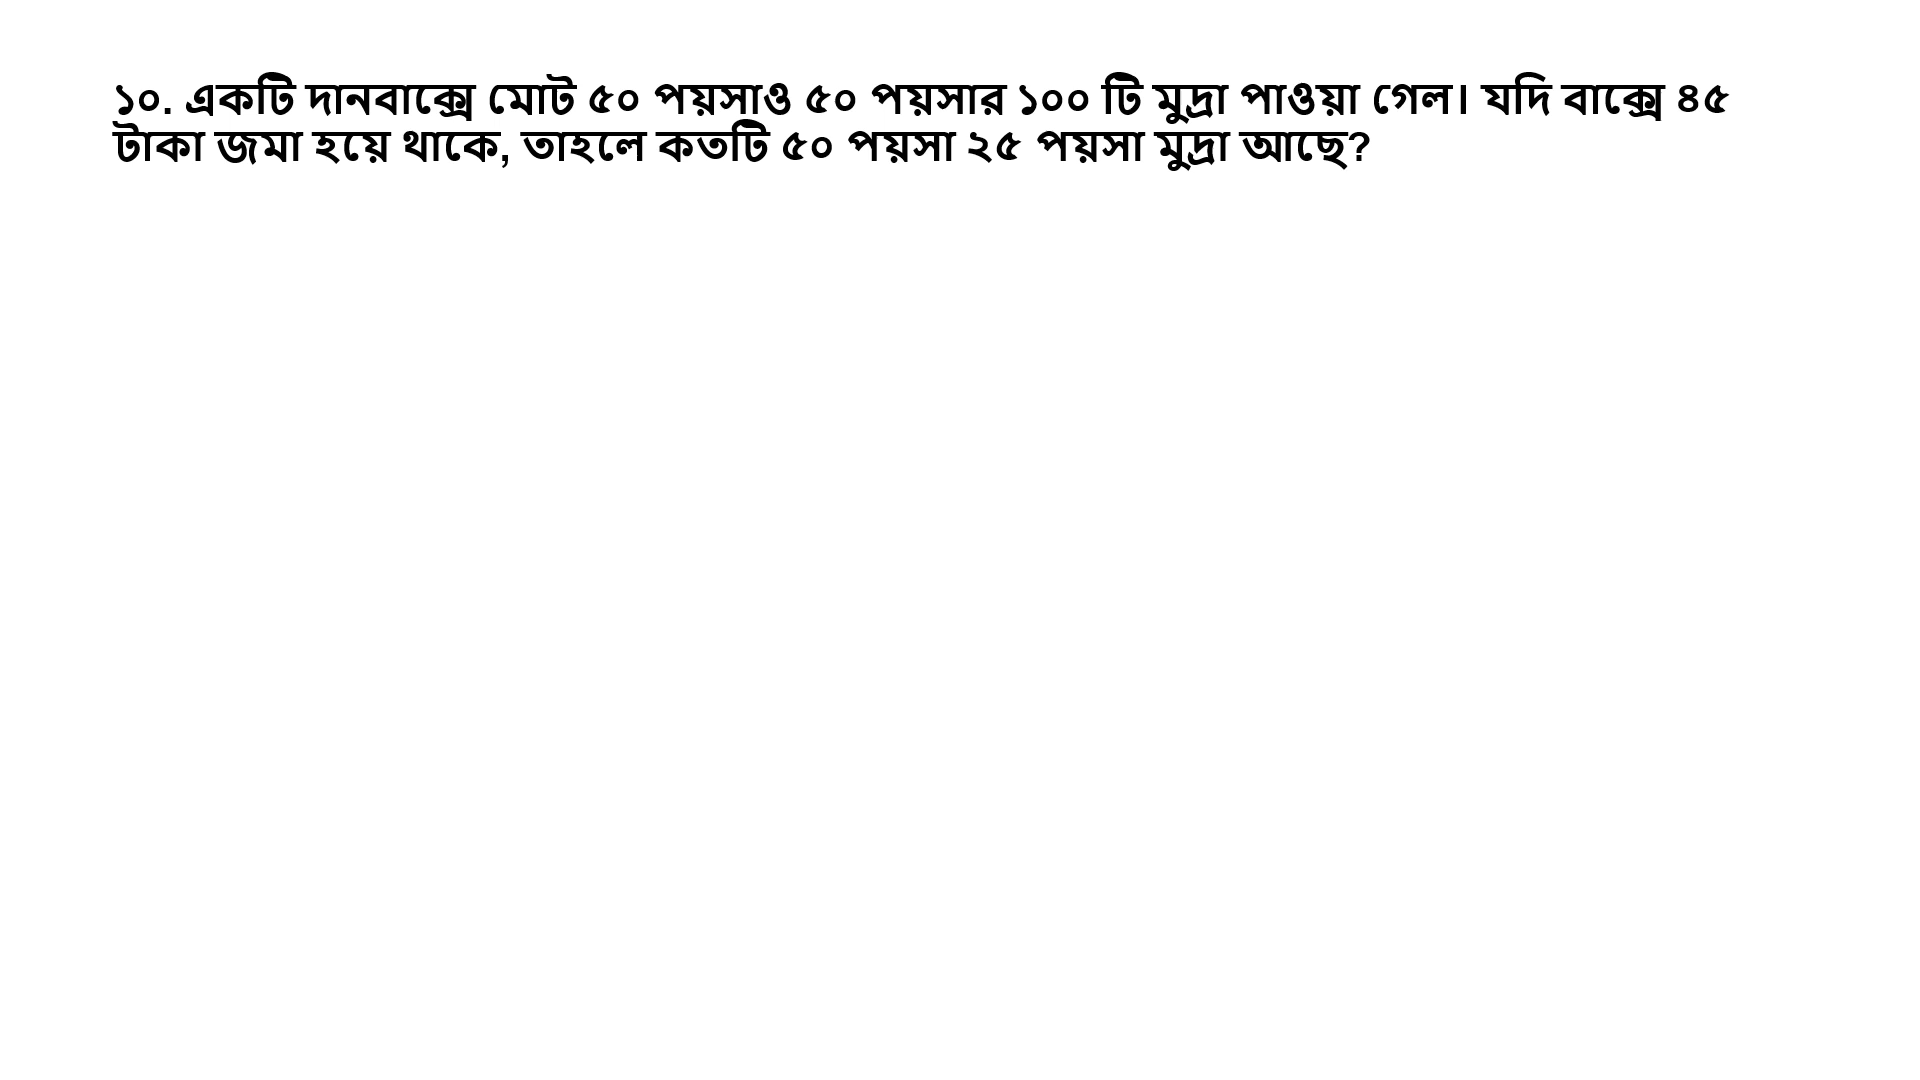 ১০. একটি দানবাক্সে মোট ৫০ পয়সাও ৫০ পয়সার ১০০ টি মুদ্রা পাওয়া গেল। যদি বাক্সে ৪৫
টাকা জমা হয়ে থাকে, তাহলে কতটি ৫০ পয়সা ২৫ পয়সা মুদ্রা আছে?